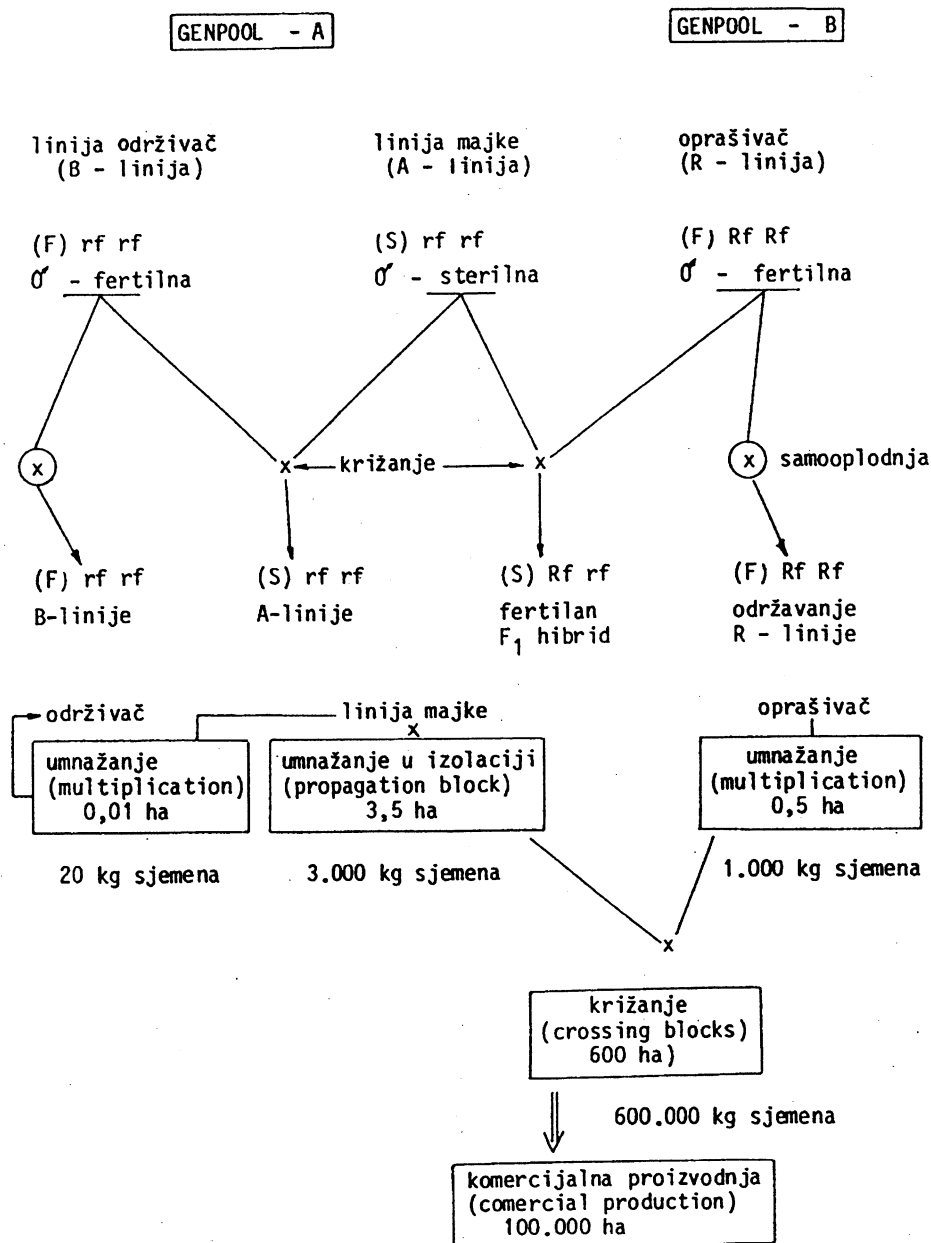 GENPOOL - A
GENPOOL - B
linija održivač
(B - linija)
linija majke
(A - linija)
oprašivač
(R - linija)
(F) rf rf
♂ - fertilna
(S) rf rf
♂ - sterilna
(F) Rf Rf
♂ - fertilna
x
x
križanje
x
x
samooplodnja
(F) rf rf
B-linije
(S) rf rf
A-linije
(S) Rf rf
fertilan
F1 hibrid
(F) Rf Rf
održavanje
R - linije
održivač
linija majke
x
oprašivač
umnažanje
(multiplication)
0,01 ha
umnažanje u izolaciji
(propagation block)
3,5 ha
umnažanje
(multiplication)
0,5 ha
20 kg sjemena
3.000 kg sjemena
1.000 kg sjemena
x
križanje
(crossing blocks)
600 ha)
600.000 kg sjemena
komercijalna proizvodnja
(comercial production)
100.000 ha